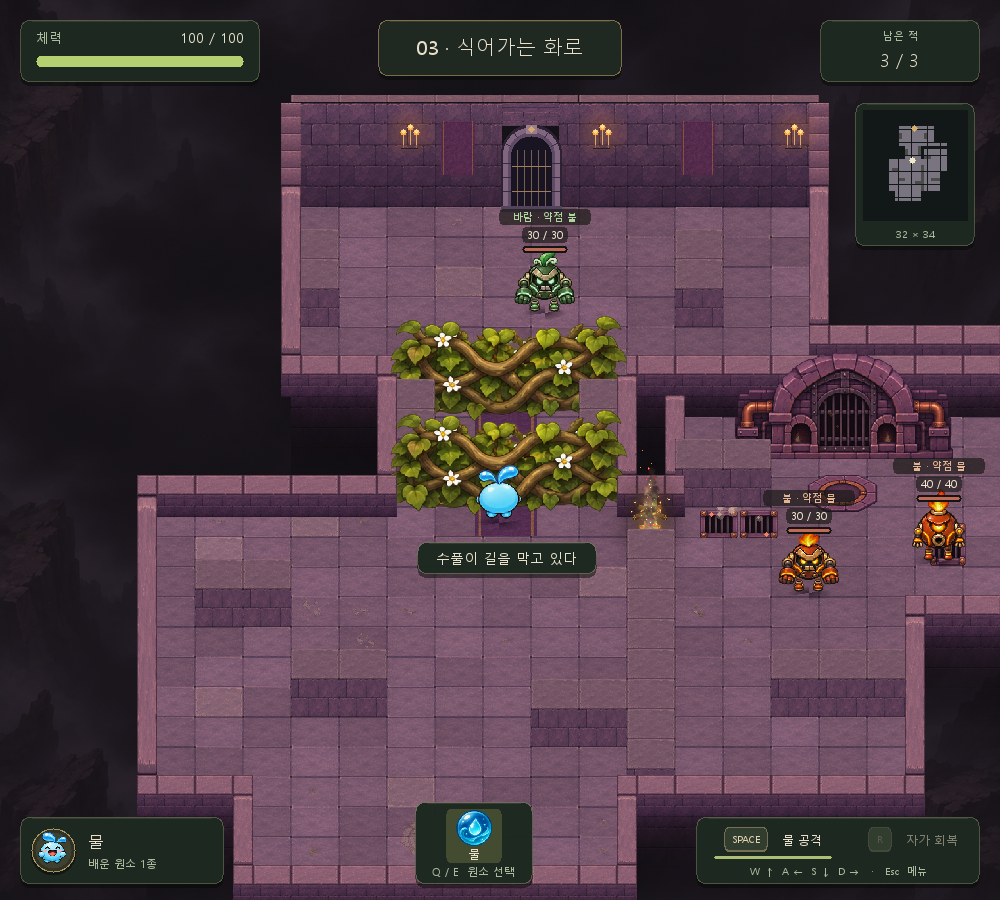 체력 100 / 100
03 · 식어가는 화로
남은 적
3 / 3
32 × 34
바람 · 약점 불
30 / 30
불 · 약점 물
40 / 40
불 · 약점 물
30 / 30
수풀이 길을 막고 있다
물
배운 원소 1종
물
Q / E 원소 선택
SPACE 물 공격 R 자가 회복
W ↑ A ← S ↓ D → · Esc 메뉴